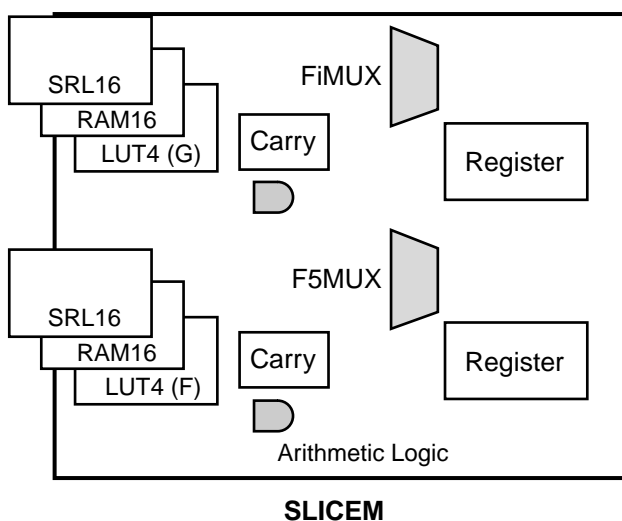 SRL16
RAM16
LUT4 (G)
Carry
FiMUX
Register
SRL16
RAM16
LUT4 (F)
Carry
F5MUX
Register
Arithmetic Logic
SLICEM